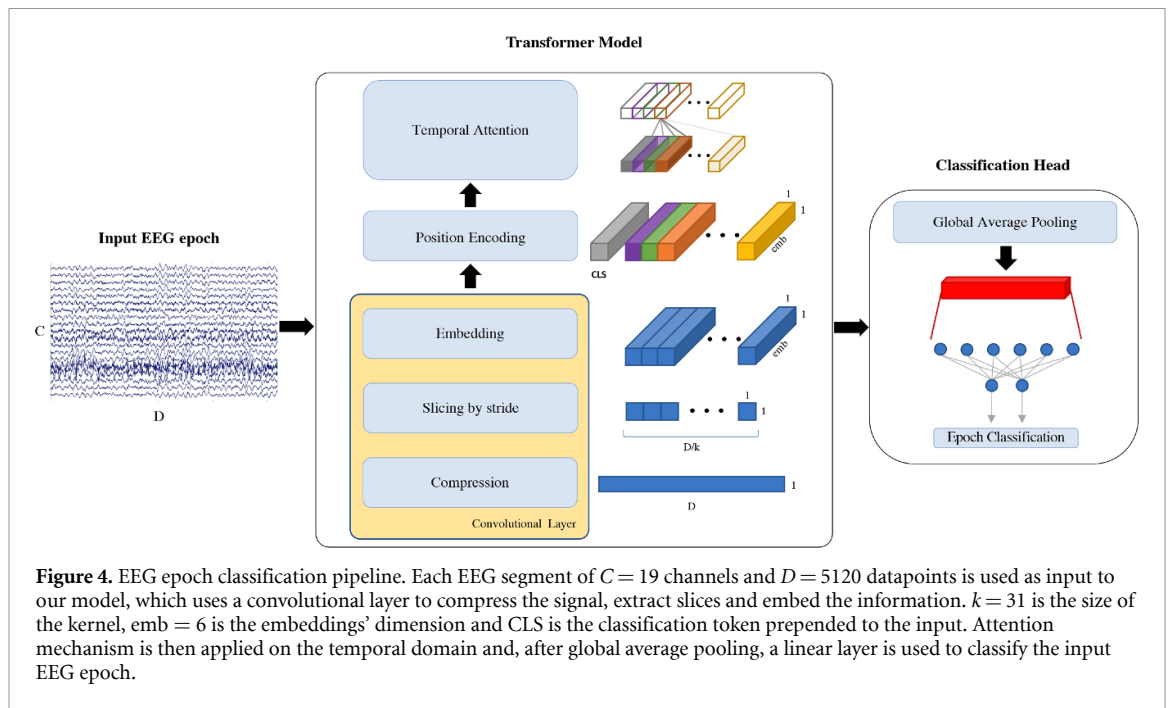 Transformer Model
Temporal Attention
Position Encoding
CLS
emb
1
1
Convolutional Layer
Embedding
emb
1
1
Slicing by stride
1
1
D/k
Compression
D
1
Input EEG epoch
C
D
Classification Head
Global Average Pooling
Epoch Classification
Figure 4. EEG epoch classification pipeline. Each EEG segment of C = 19 channels and D = 5120 datapoints is used as input to
our model, which uses a convolutional layer to compress the signal, extract slices and embed the information. k = 31 is the size of
the kernel, emb = 6 is the embeddings' dimension and CLS is the classification token prepended to the input. Attention
mechanism is then applied on the temporal domain and, after global average pooling, a linear layer is used to classify the input
EEG epoch.